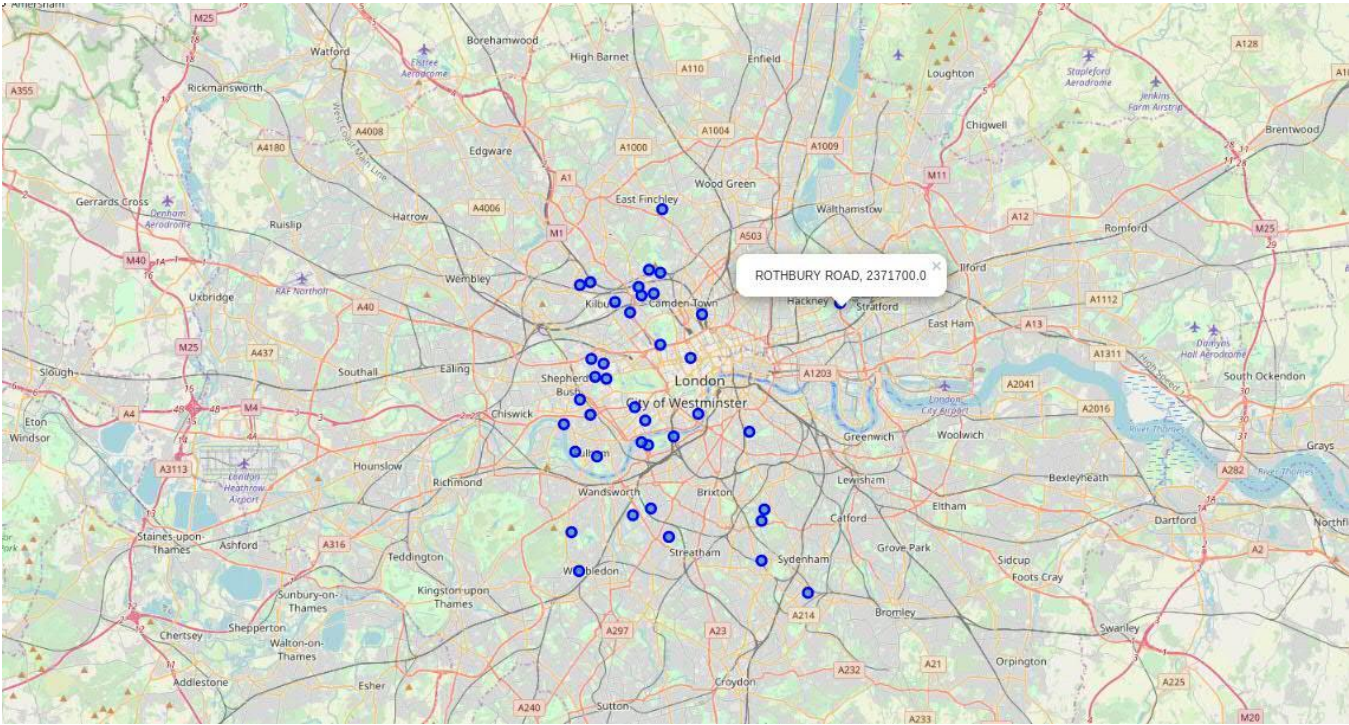 Amersham
M25
Borehamwood
A128
Watford
Elstree
Aerodrome
High Barnet
Enfield
A110
Loughton
Stapleford
Aerodrome
A355
Rickmansworth
Jenkins
Farm Airstrip
West Coast Main Line
A4008
A1004
Chigwell
Brentwood
A4180
Edgware
A1000
A1009
A1
Wood Green
M11
Gerrards Cross
Denham
Aerodrome
A4006
East Finchley
Walthamstow
A12
Harrow
Ruislip
M1
A503
Romford
M25
M40
Wembley
ROTHBURY ROAD, 2371700.0
×
Ilford
RAF Northolt
Uxbridge
A40
Camden Town
Hackney
Stratford
A1112
East Ham
A13
M25
A437
Damyns
Hall Aerodrome
A1311
High Speed 1
Slough
Southall
Ealing
London
A1203
A2041
South Ockendon
City of Westminster
London
City Airport
A4
M4
Chiswick
A2016
Eton
Windsor
River Thames
Greenwich
Woolwich
Grays
A3113
London
Heathrow
Airport
Hounslow
A282
River Thames
Richmond
Wandsworth
Brixton
Lewisham
Bexleyheath
Eltham
Catford
Dartford
Staines-upon-
Thames
Ashford
A316
Teddington
Streatham
Sydenham
Grove Park
Sidcup
A2
Foots Cray
Sunbury-on-
Thames
Kingston upon
Thames
A214
Bromley
Chertsey
Shepperton
Walton-on-
Thames
A297
A23
Swanley
Orpington
A232
A21
Addlestone
Esher
Croydon
A225
A240
Sutton
A233
M20